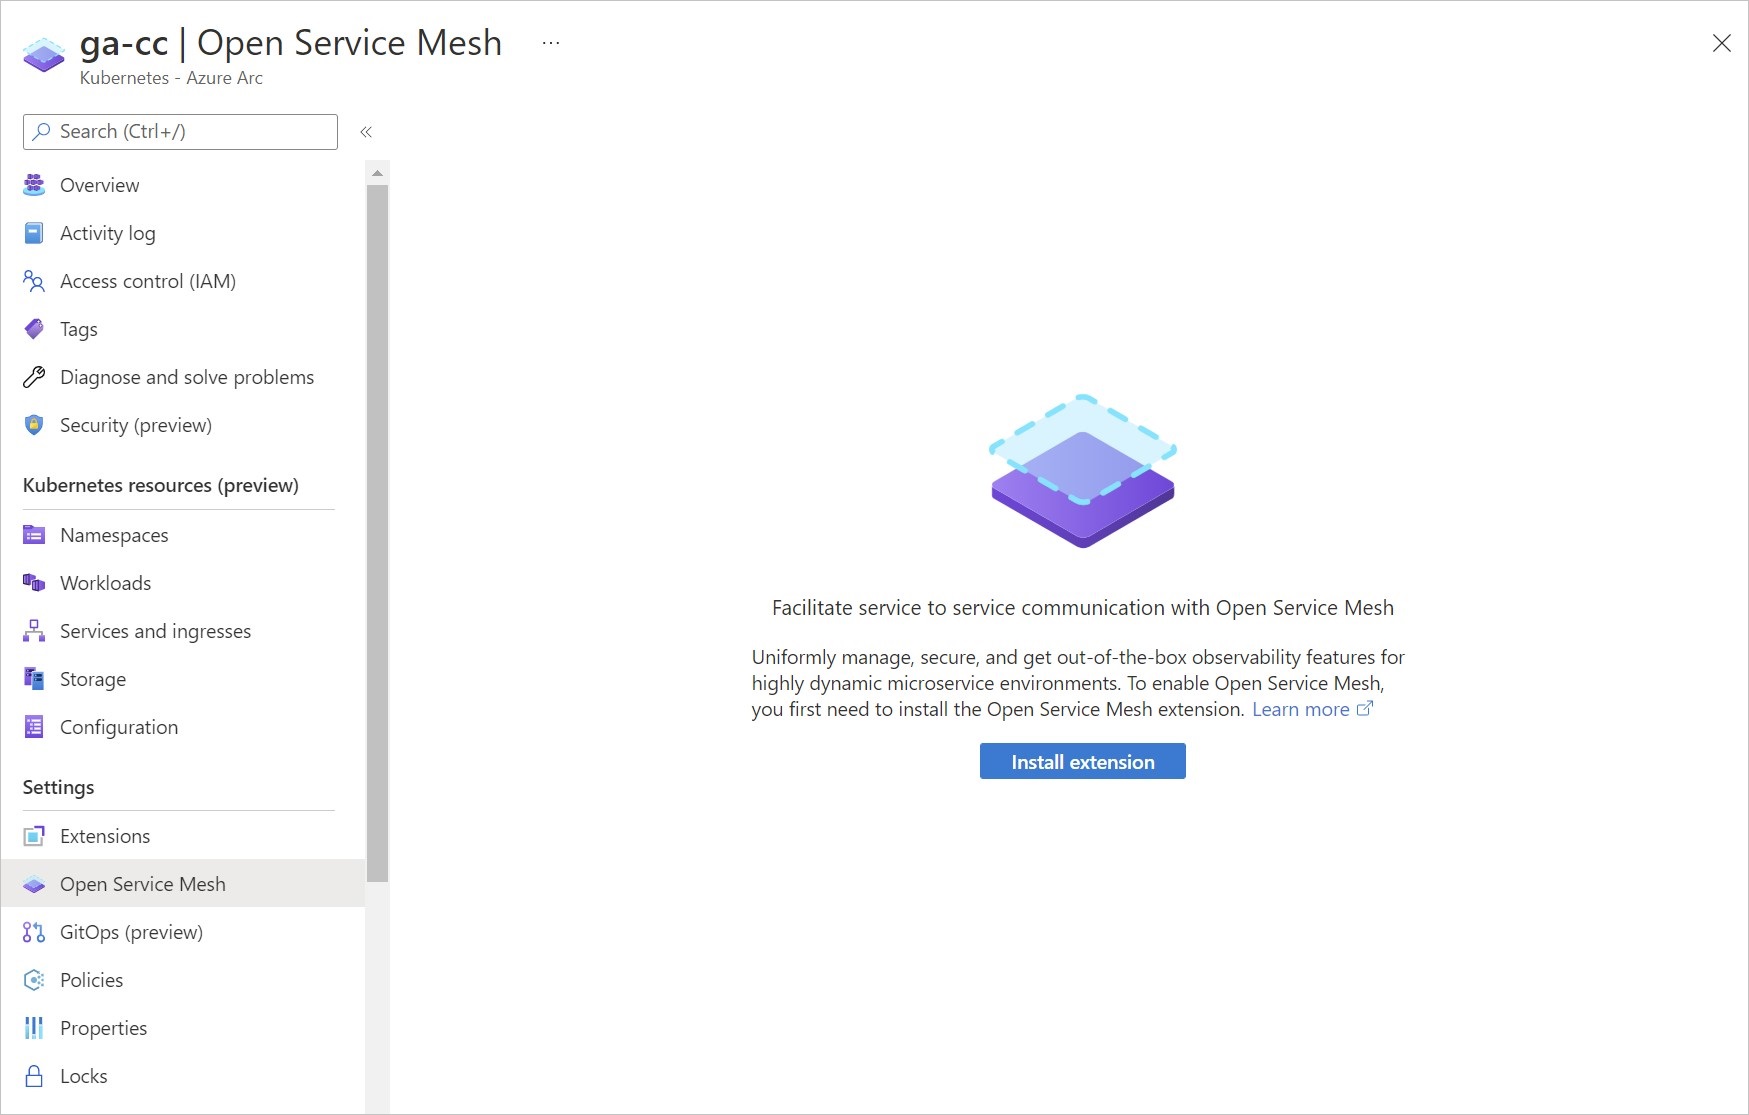 ga-cc | Open Service Mesh ...
Kubernetes - Azure Arc
Search (Ctrl+/)
«
Overview
Activity log
Access control (IAM)
Tags
Diagnose and solve problems
Security (preview)
Kubernetes resources (preview)
Namespaces
Workloads
Services and ingresses
Storage
Configuration
Settings
Extensions
Open Service Mesh
GitOps (preview)
Policies
Properties
Locks
Facilitate service to service communication with Open Service Mesh
Uniformly manage, secure, and get out-of-the-box observability features for
highly dynamic microservice environments. To enable Open Service Mesh,
you first need to install the Open Service Mesh extension. Learn more
Install extension